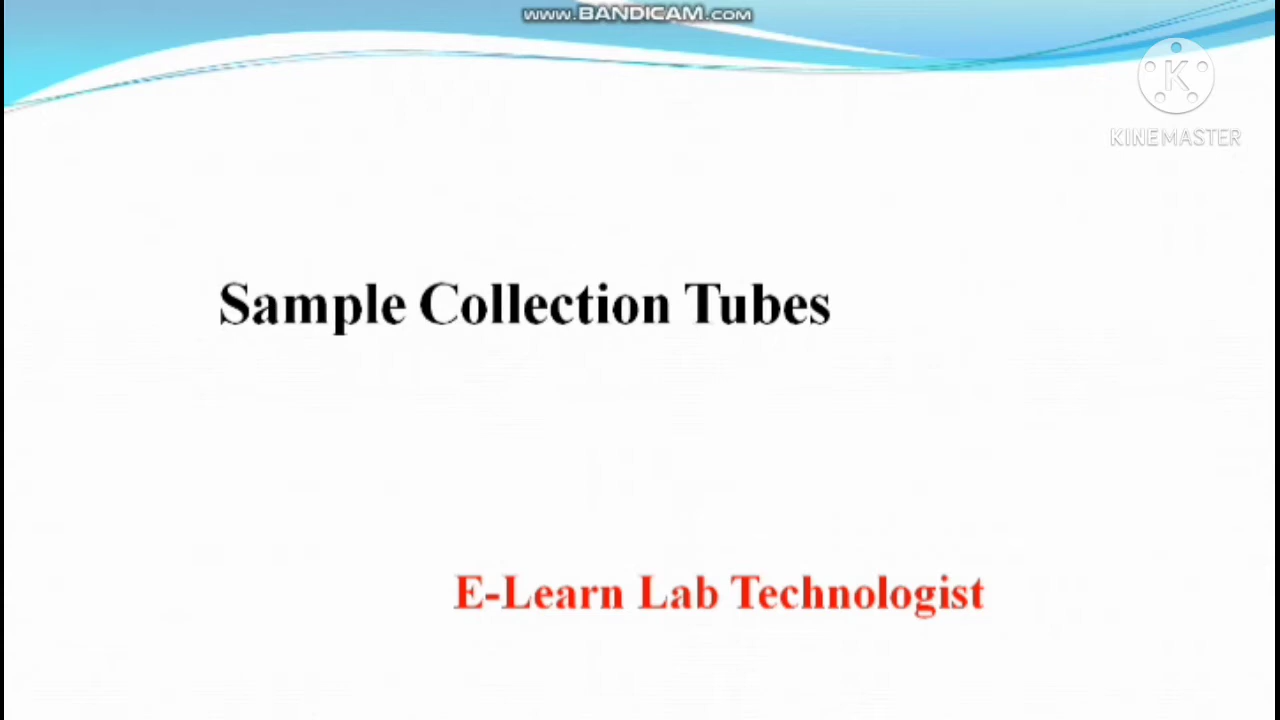 www.BANDICAM.com
K
KINEMASTER
Sample Collection Tubes
E-Learn Lab Technologist